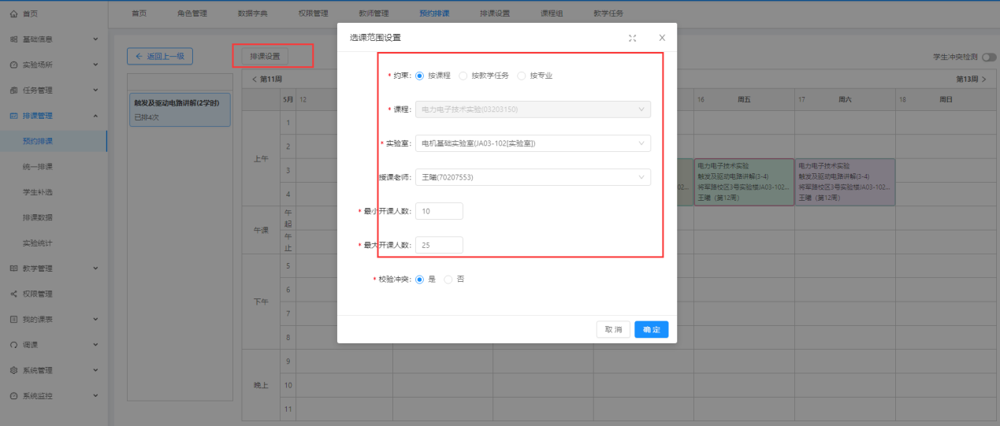 首页
基础信息
实验场所
任务管理
排课管理
预约排课
统一排课
学生补选
排课数据
实验统计
教学管理
权限管理
我的课表
调课
系统管理
系统监控
首页 角色管理 数据字典 权限管理 教师管理 预约排课 排课设置 课程组 教学任务
← 返回上一级
排课设置
学生冲突检测
触发及驱动电路讲解(2学时)
已排4次
< 第11周
第13周 >
5月 12 16 周五 17 周六 18 周日
上午
1
2
3
4
午课
午起
午止
下午
5
6
7
8
晚上
9
10
11
02...
电力电子技术实验
触发及驱动电路讲解(3-4)
将军路校区3号实验楼JA03-102...
王曦 (第12周)
电力电子技术实验
触发及驱动电路讲解(3-4)
将军路校区3号实验楼JA03-102...
王曦 (第12周)
选课范围设置
* 约束: 按课程 按教学任务 按专业
* 课程: 电力电子技术实验(03203150)
* 实验室: 电机基础实验室(JA03-102[实验室])
授课老师: 王曦(70207553)
* 最小开课人数: 10
* 最大开课人数: 25
* 校验冲突: 是 否
取 消 确 定